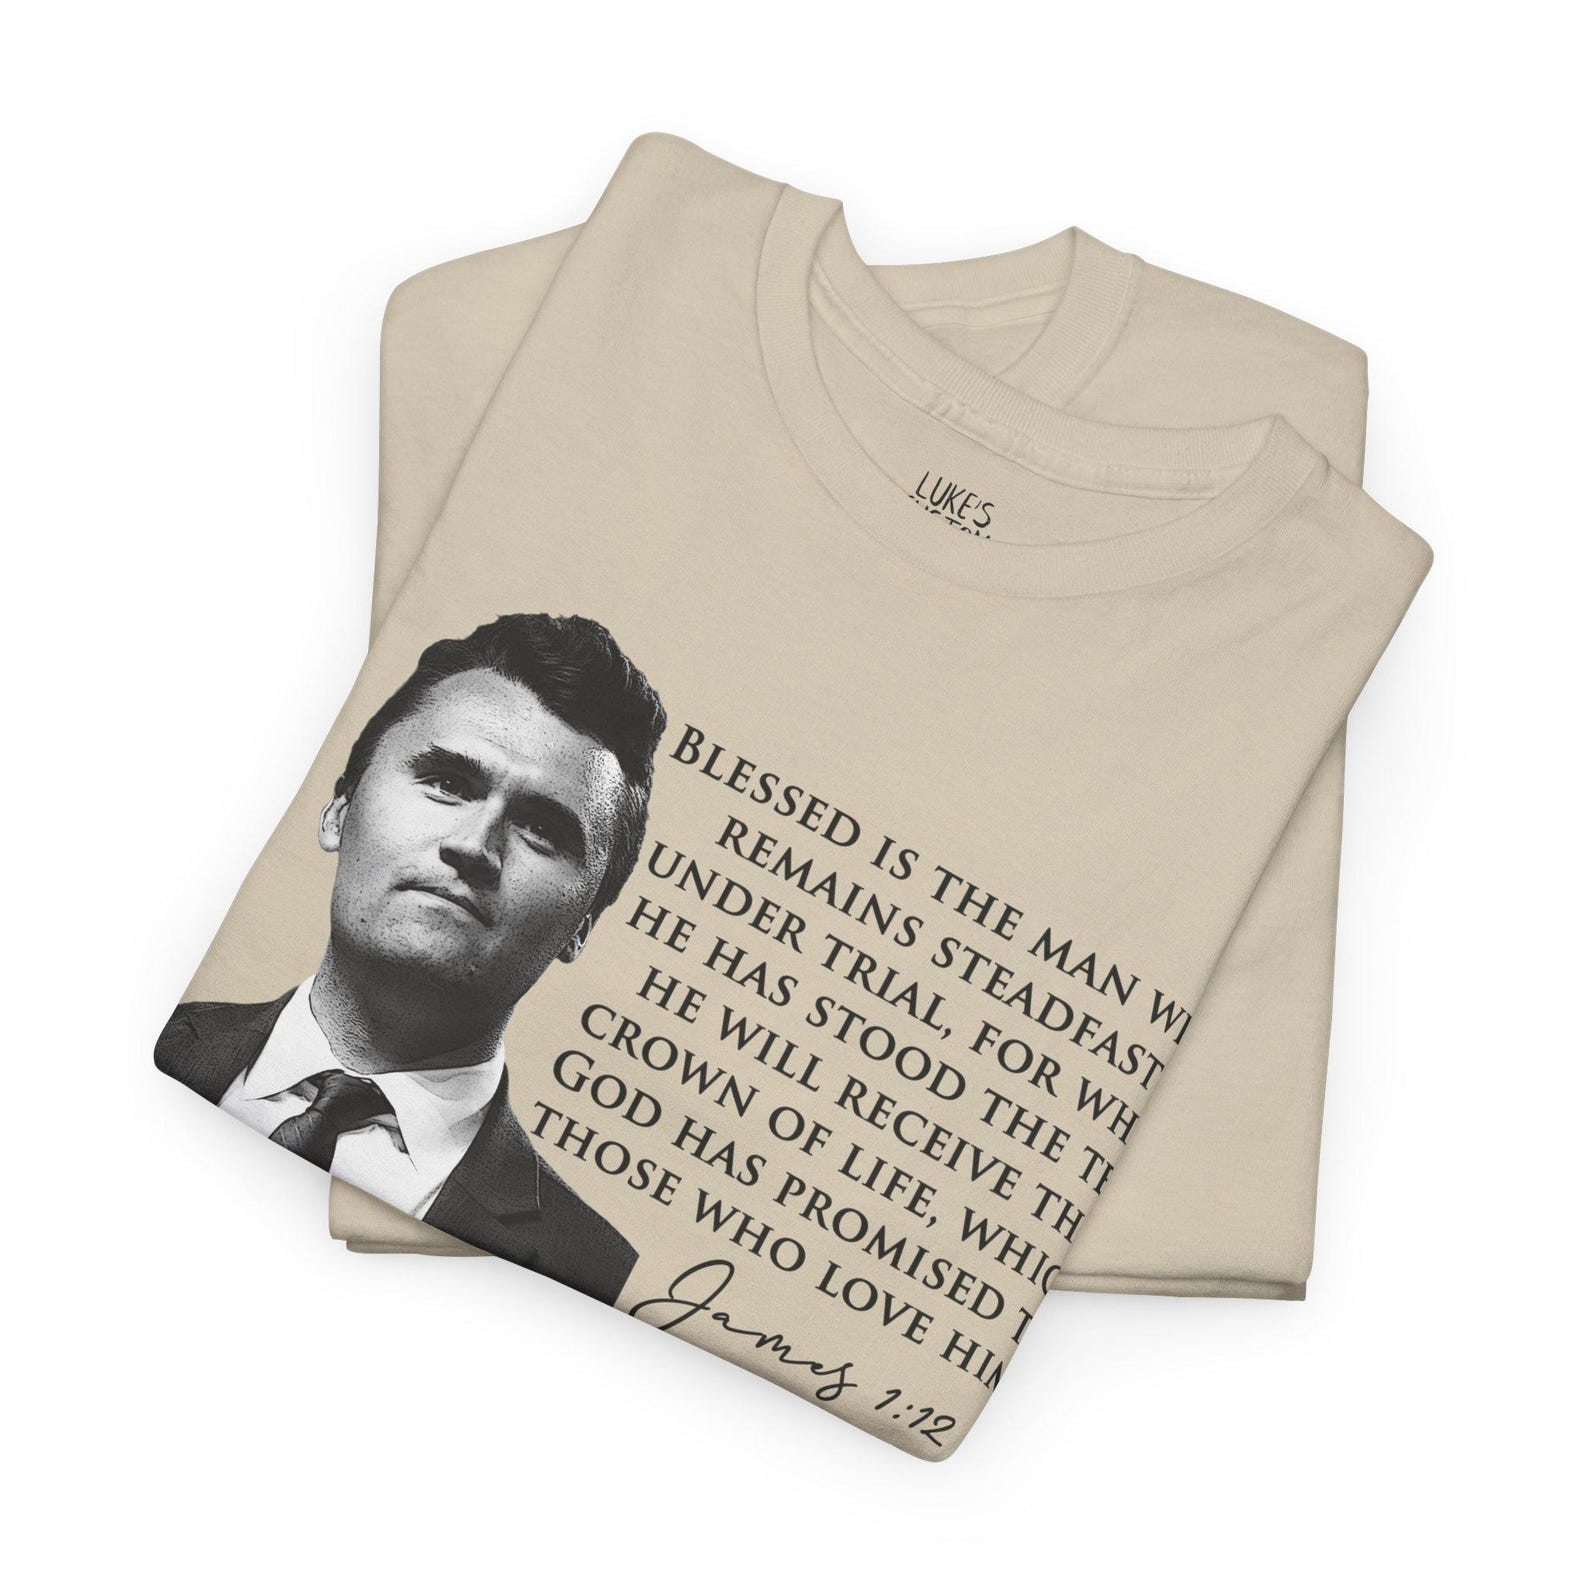 LUKE'S
CUSTOM
BLESSED IS THE MAN
REMAINS STEADFAST
UNDER TRIAL, FOR
HE HAS STOOD THE
HE WILL RECEIVE
CROWN OF LIFE,
GOD HAS PROMISED
THOSE WHO LOVE
James 1:12